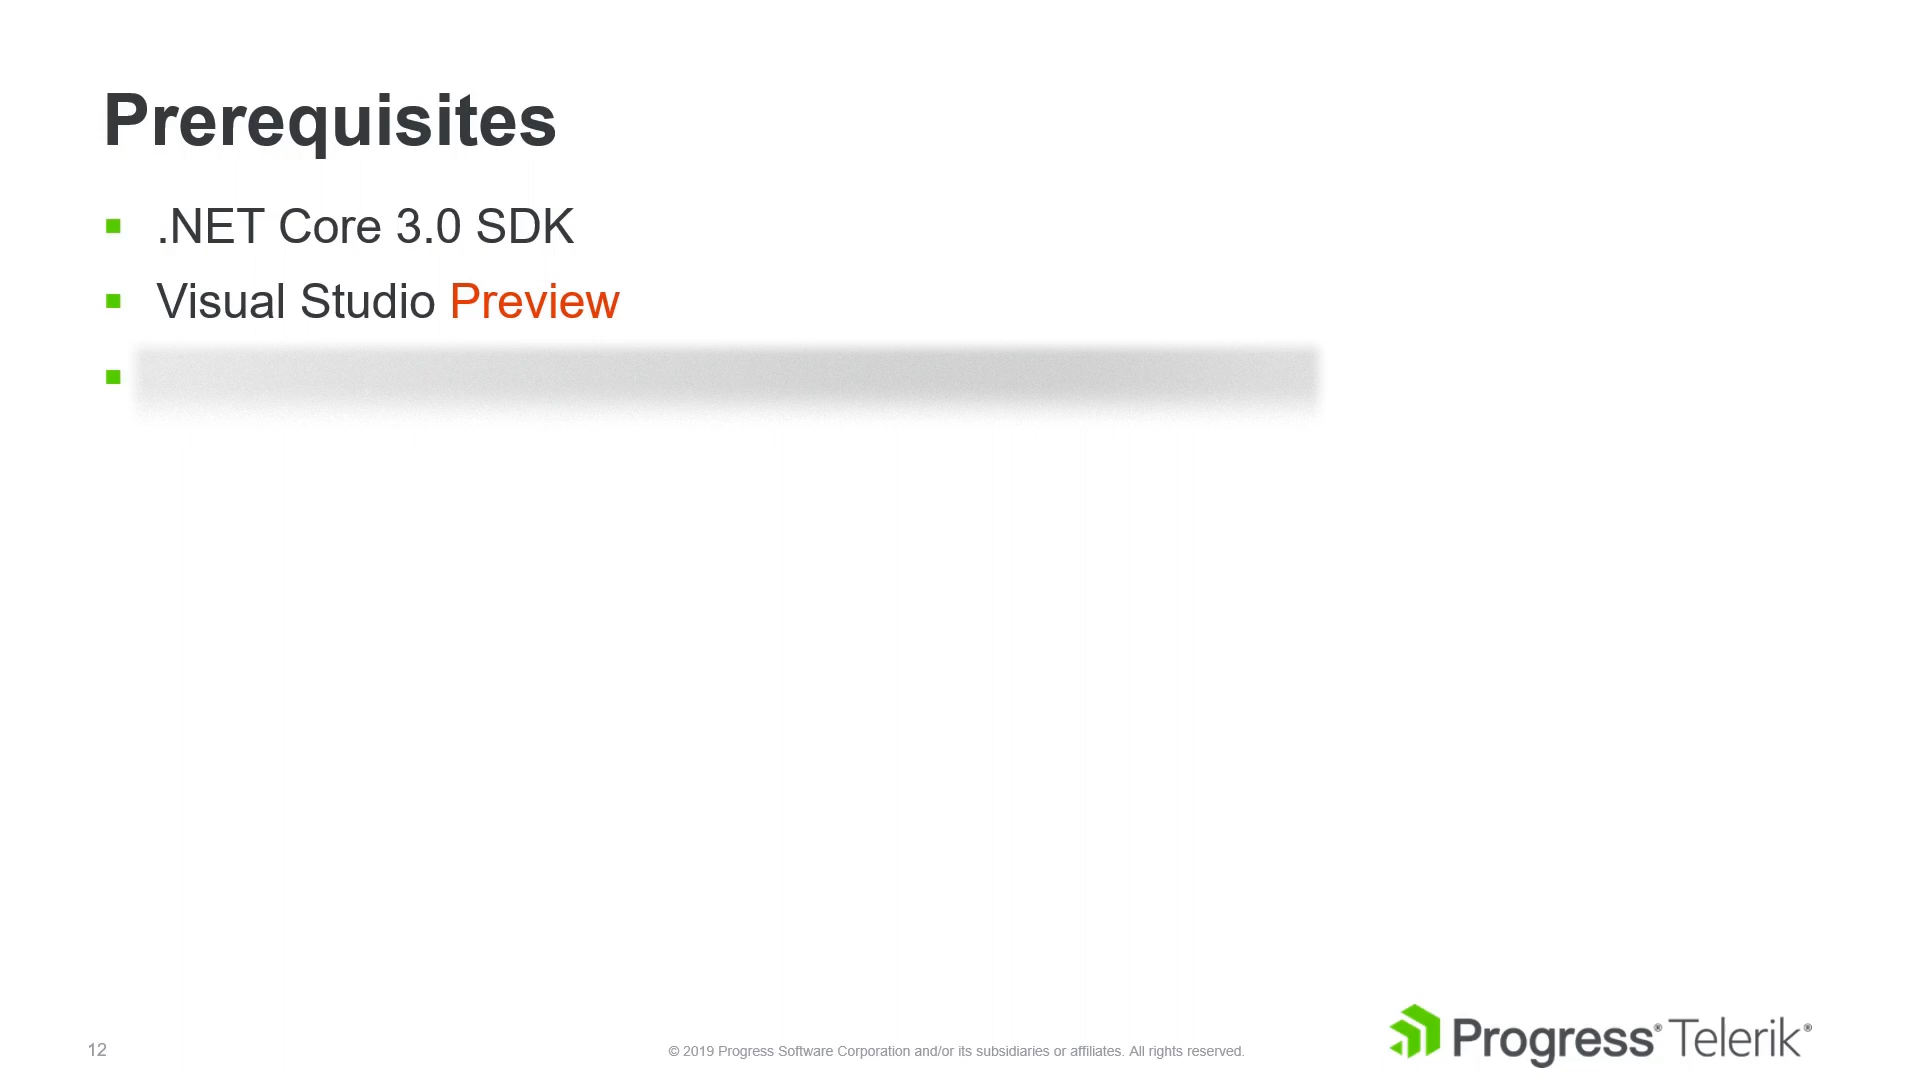 Prerequisites
.NET Core 3.0 SDK
Visual Studio Preview
12
© 2019 Progress Software Corporation and/or its subsidiaries or affiliates. All rights reserved.
Progress® Telerik®